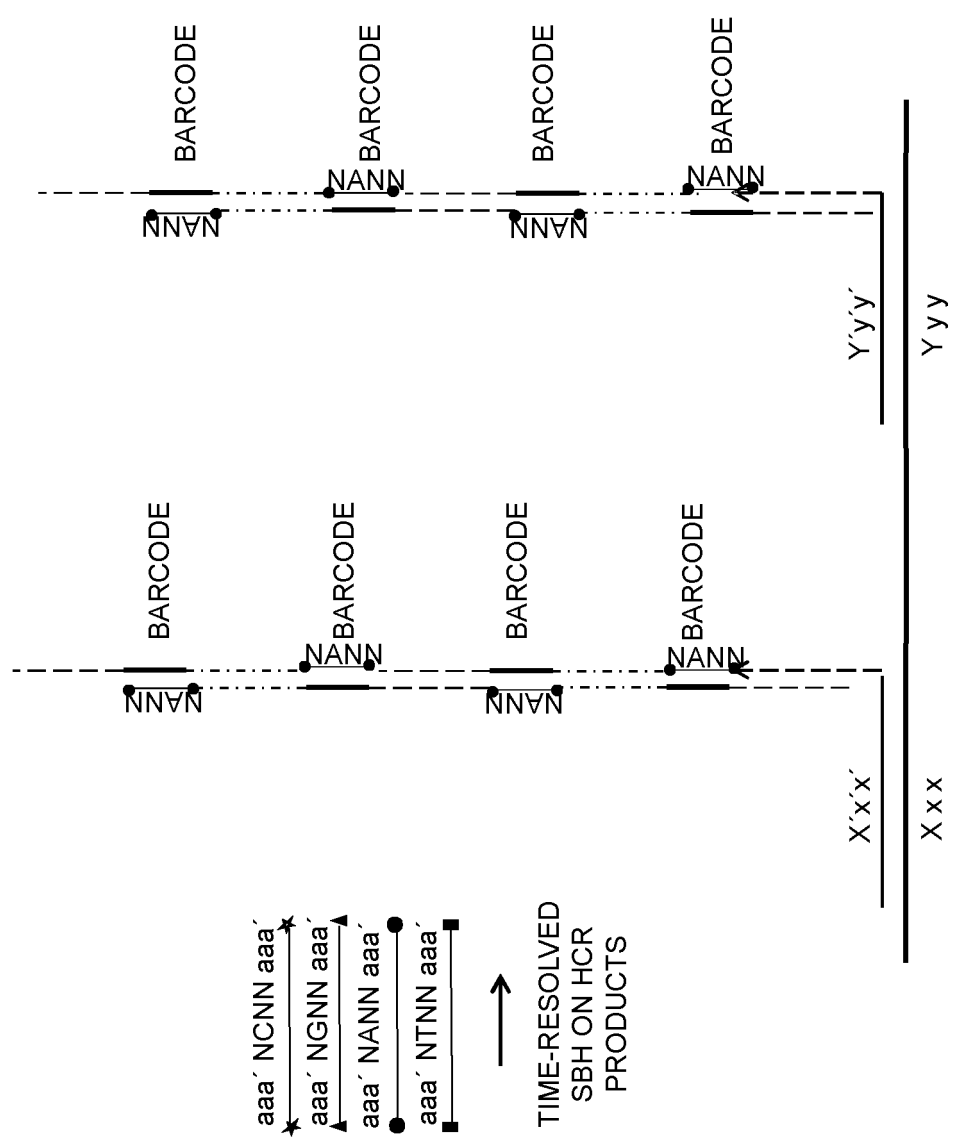 aaa´ NCNN aaa´
aaa´ NGNN aaa´
aaa´ NANN aaa´
aaa´ NTNN aaa´
TIME-RESOLVED
SBH ON HCR
PRODUCTS
NANN
BARCODE
NANN
BARCODE
NANN
BARCODE
NANN
BARCODE
X´x´x´
X x x
NANN
BARCODE
NANN
BARCODE
NANN
BARCODE
NANN
BARCODE
Y´y´y´
Y y y